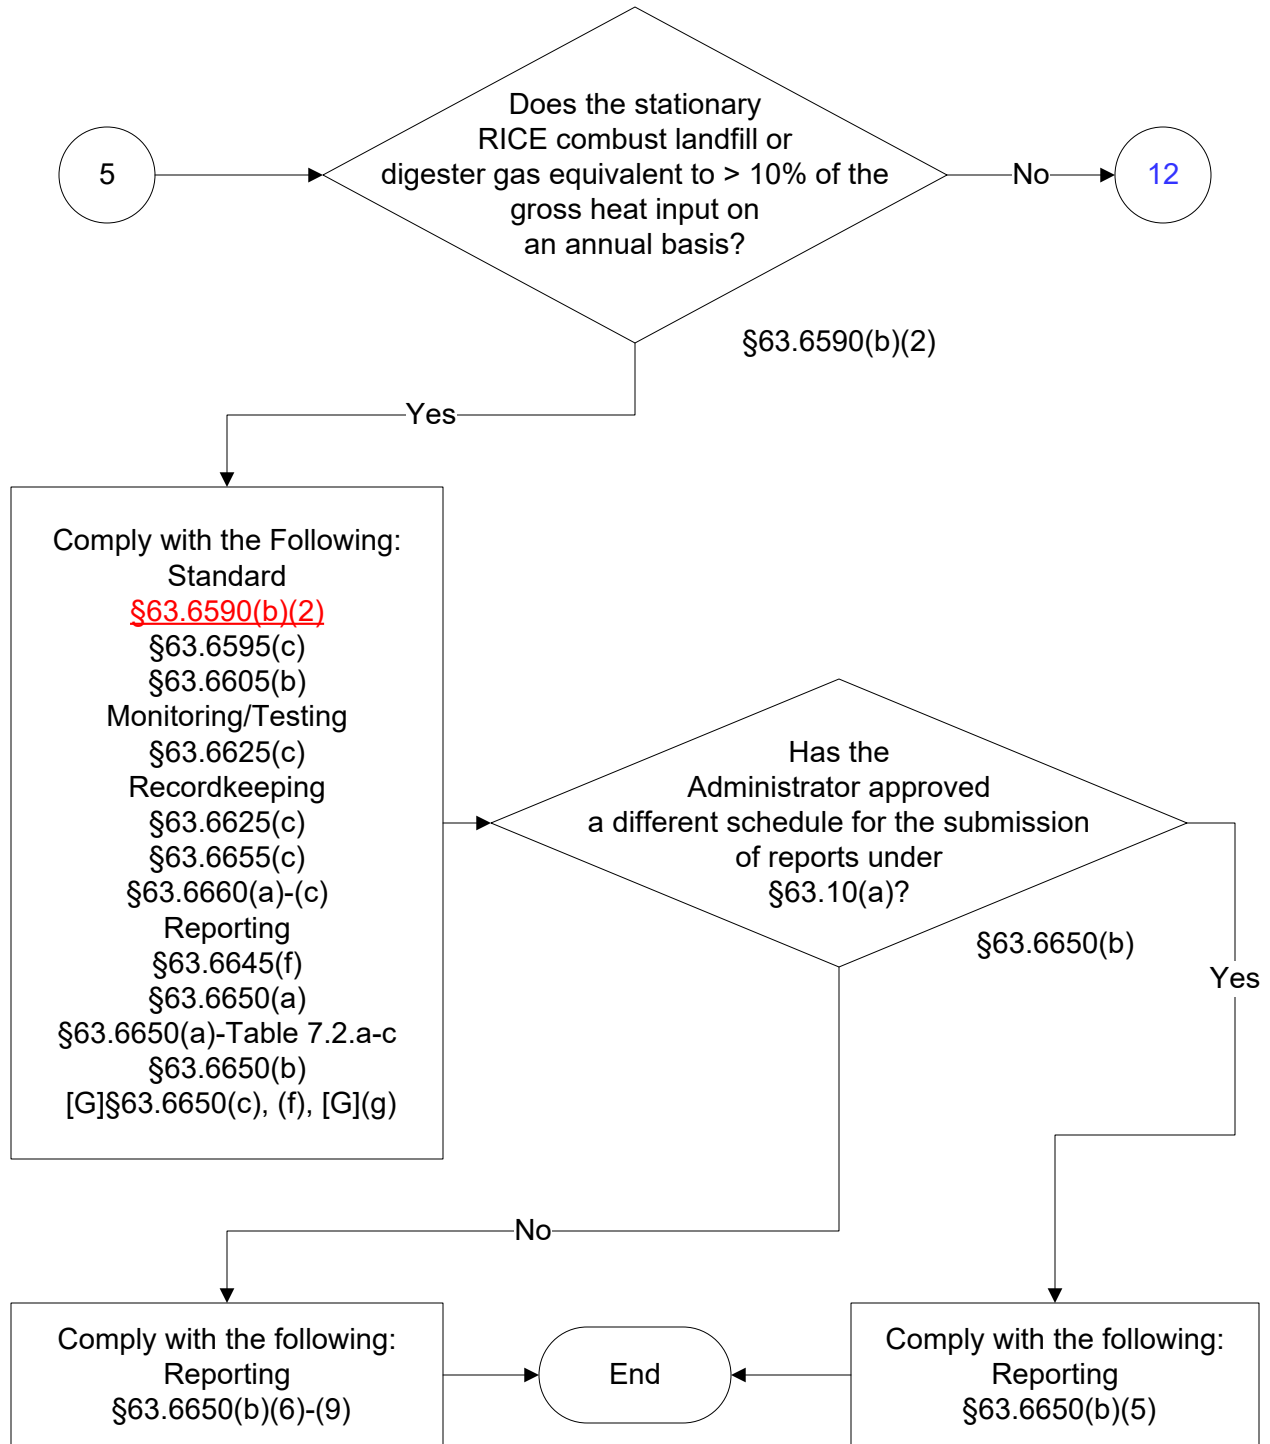 5
Does the stationary
RICE combust landfill or
digester gas equivalent to > 10% of the
gross heat input on
an annual basis?
No
12
§63.6590(b)(2)
Yes
Comply with the Following:
Standard
§63.6590(b)(2)
§63.6595(c)
§63.6605(b)
Monitoring/Testing
§63.6625(c)
Recordkeeping
§63.6625(c)
§63.6655(c)
§63.6660(a)-(c)
Reporting
§63.6645(f)
§63.6650(a)
§63.6650(a)-Table 7.2.a-c
§63.6650(b)
[G]§63.6650(c), (f), [G](g)
Has the
Administrator approved
a different schedule for the submission
of reports under
§63.10(a)?
§63.6650(b)
Yes
No
Comply with the following:
Reporting
§63.6650(b)(6)-(9)
End
Comply with the following:
Reporting
§63.6650(b)(5)